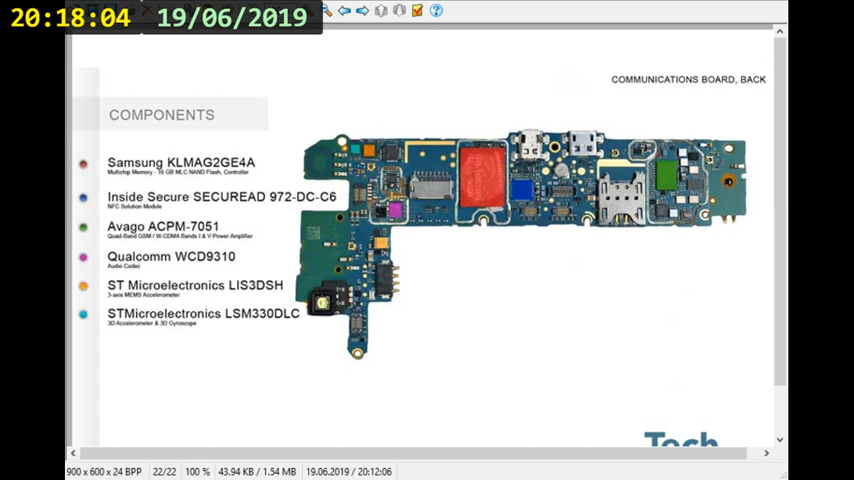 20:18:04 19/06/2019
COMMUNICATIONS BOARD, BACK
COMPONENTS
Samsung KLMAG2GE4A
Multichip Memory - 16 GB MLC NAND Flash, Controller
Inside Secure SECUREAD 972-DC-C6
NFC Solution Module
Avago ACPM-7051
Quad-Band GSM / W-CDMA Bands I & V Power Amplifier
Qualcomm WCD9310
Audio Codec
ST Microelectronics LIS3DSH
3-axis MEMS Accelerometer
STMicroelectronics LSM330DLC
3D Accelerometer & 3D Gyroscope
Tech
900 x 600 x 24 BPP 22/22 100 % 43.94 KB / 1.54 MB 19.06.2019 / 20:12:06